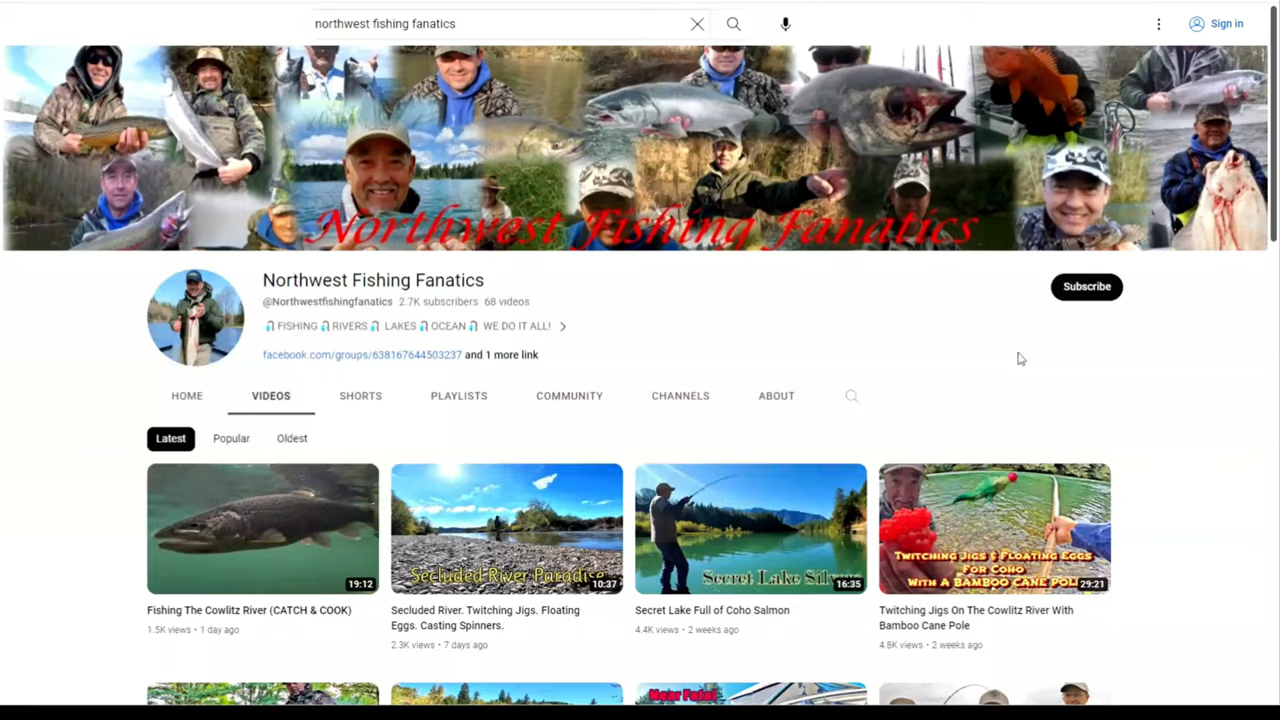 northwest fishing fanatics
Sign in
Northwest Fishing Fanatics
Northwest Fishing Fanatics
Subscribe
@Northwestfishingfanatics 2.7K subscribers 68 videos
FISHING RIVERS LAKES OCEAN WE DO IT ALL!
facebook.com/groups/638167644503237 and 1 more link
HOME VIDEOS SHORTS PLAYLISTS COMMUNITY CHANNELS ABOUT
Latest Popular Oldest
19:12
Secluded River Paradise
10:37
Secret Lake
16:35
TWITCHING JIGS & FLOATING EGGS
FOR COHO
WITH A BAMBOO CANE POLE
29:21
Fishing The Cowlitz River (CATCH & COOK)
1.5K views • 1 day ago
Secluded River. Twitching Jigs. Floating
Eggs. Casting Spinners.
2.3K views • 7 days ago
Secret Lake Full of Coho Salmon
4.4K views • 2 weeks ago
Twitching Jigs On The Cowlitz River With
Bamboo Cane Pole
4.8K views • 2 weeks ago
Near Fatal